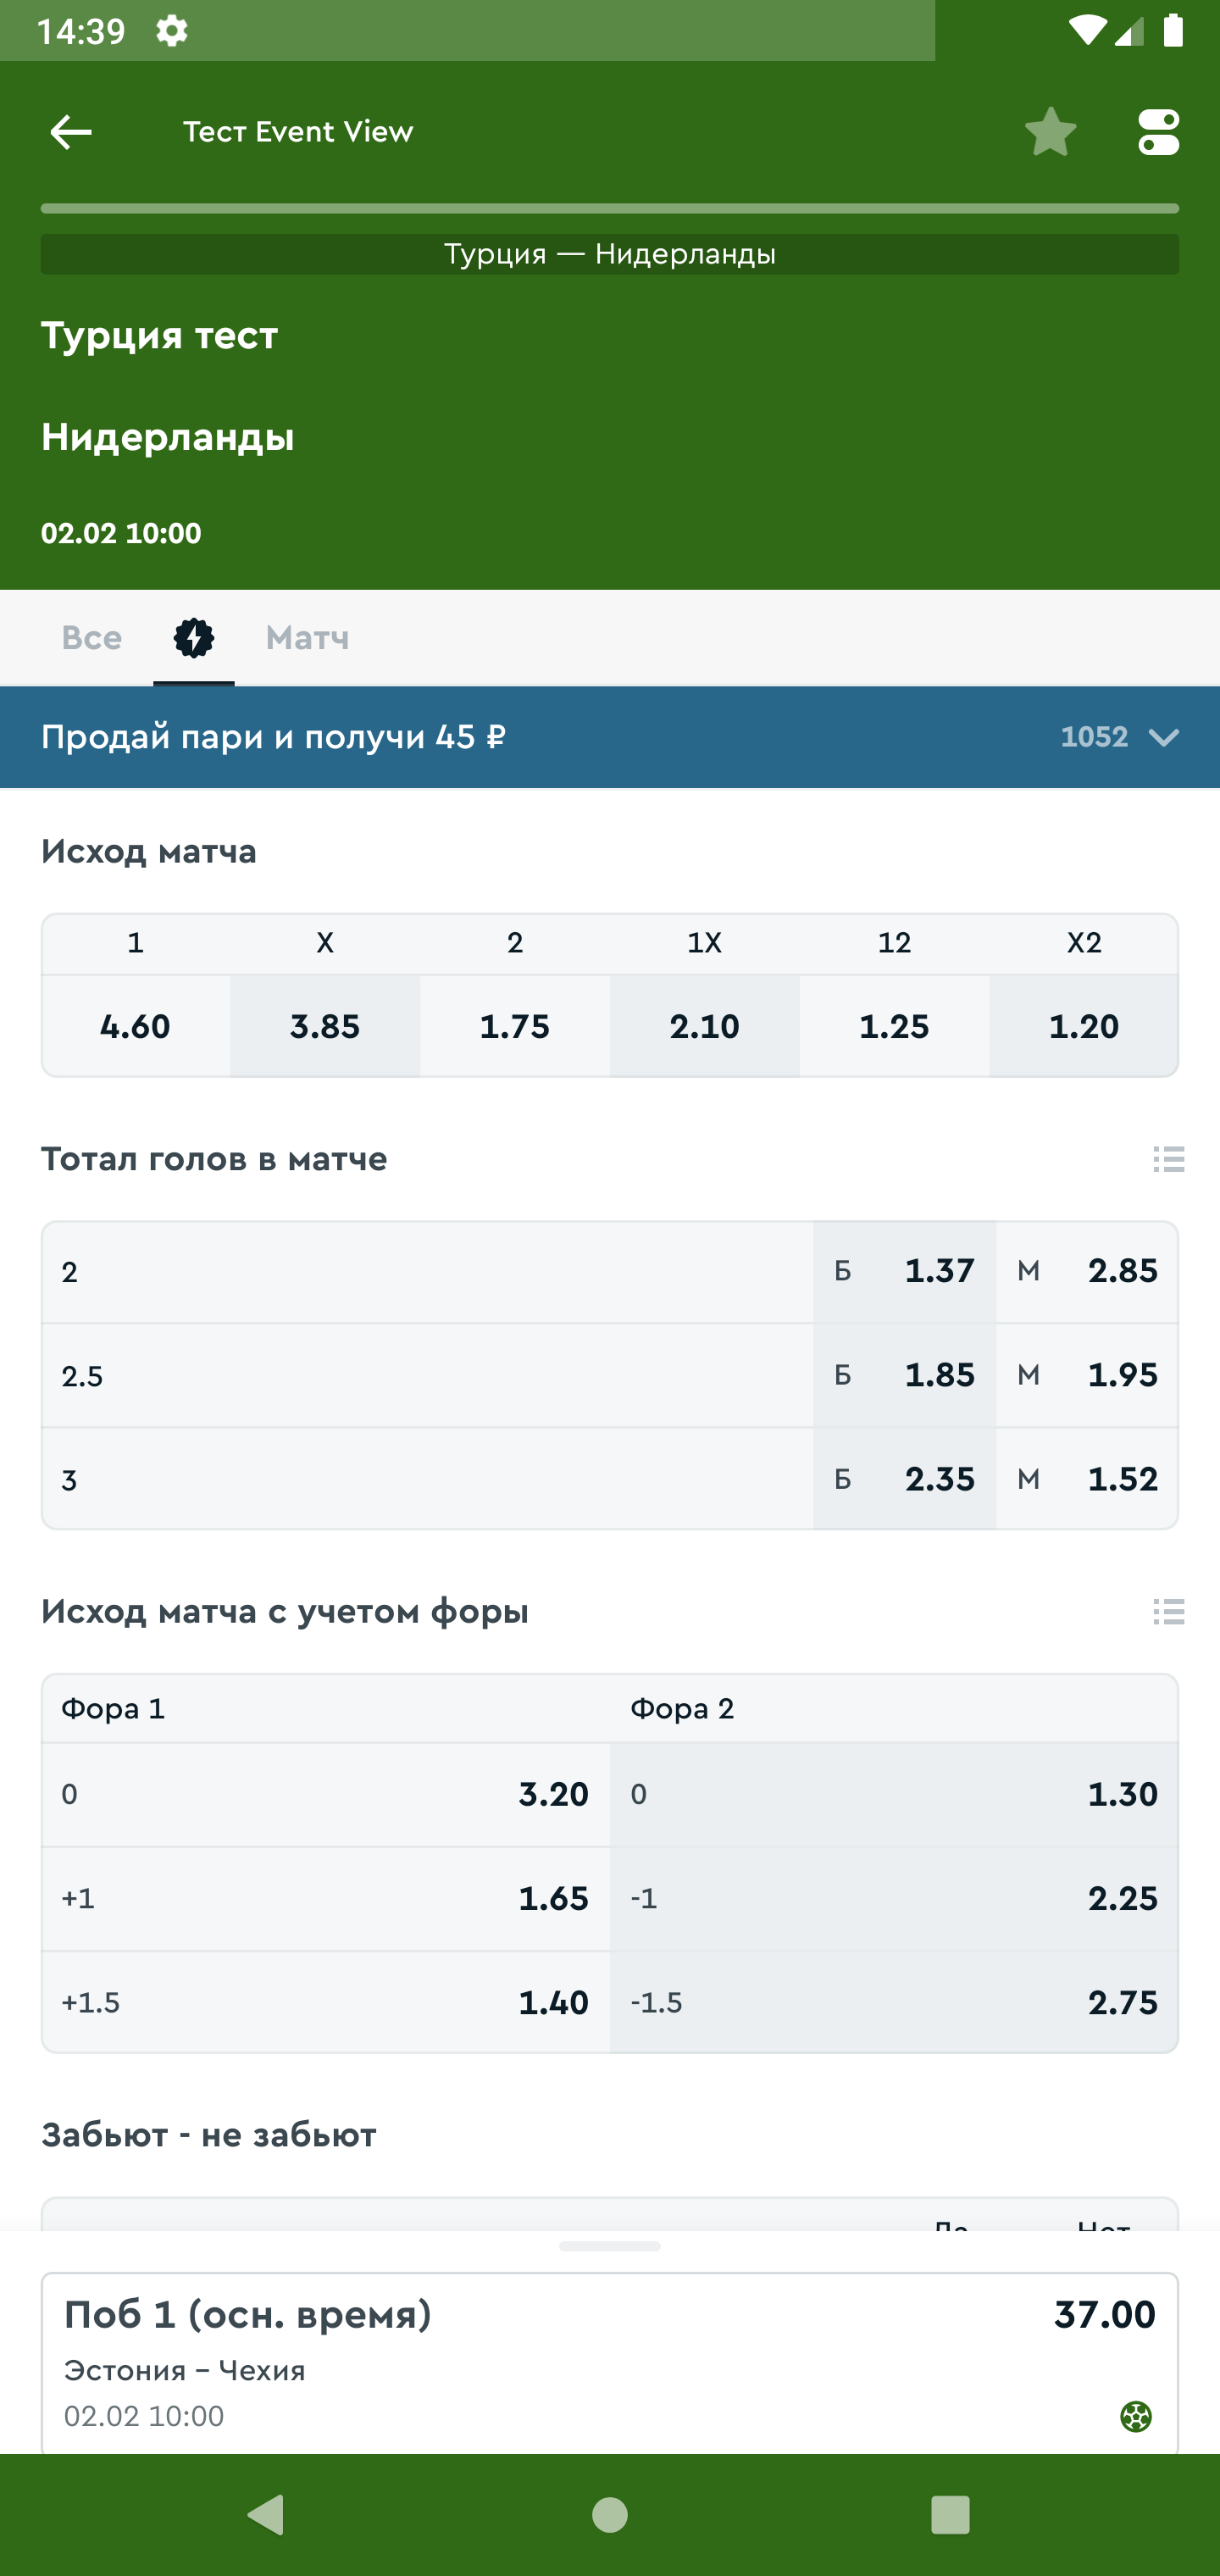 14:39
Тест Event View
Турция — Нидерланды
Турция тест
Нидерланды
02.02 10:00
Все Матч
Продай пари и получи 45 ₽ 1052
Исход матча
1 X 2 1X 12 X2
4.60 3.85 1.75 2.10 1.25 1.20
Тотал голов в матче
2 Б 1.37 М 2.85
2.5 Б 1.85 М 1.95
3 Б 2.35 М 1.52
Исход матча с учетом форы
Фора 1 Фора 2
0 3.20 0 1.30
+1 1.65 -1 2.25
+1.5 1.40 -1.5 2.75
Забьют - не забьют
Да Нет
Поб 1 (осн. время) 37.00
Эстония – Чехия
02.02 10:00